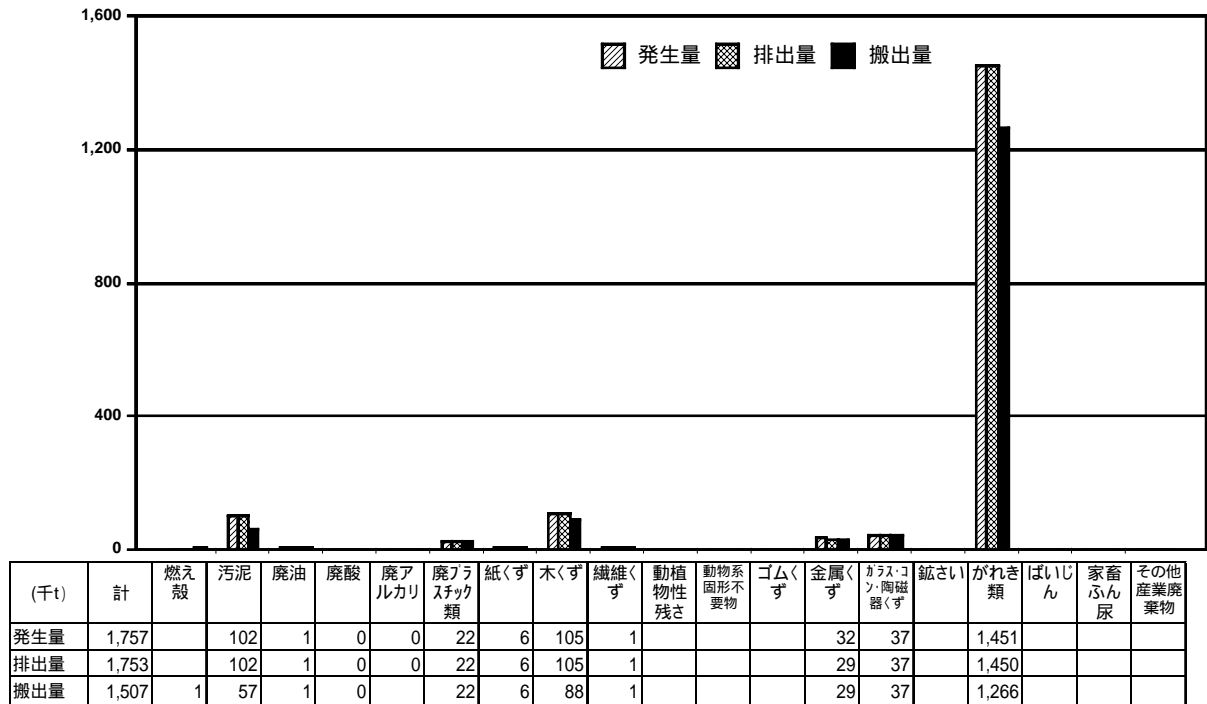 1,600
発生量 排出量 搬出量
1,200
800
400
0
(千t) 計 燃え殻 汚泥 廃油 廃酸 廃アルカリ 廃プラスチック類 紙くず 木くず 繊維くず 動植物性残さ 動物系固形不要物 ゴムくず 金属くず ガラス・コン・陶磁器くず 鉱さい がれき類 ばいじん 家畜ふん尿 その他産業廃棄物
発生量 1,757 102 1 0 0 22 6 105 1 32 37 1,451
排出量 1,753 102 1 0 0 22 6 105 1 29 37 1,450
搬出量 1,507 1 57 1 0 22 6 88 1 29 37 1,266